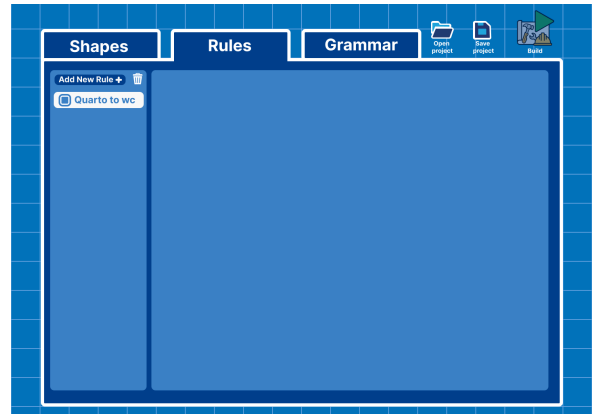 Shapes
Rules
Grammar
Open
project
Save
project
Build
Add New Rule +
Quarto to wc